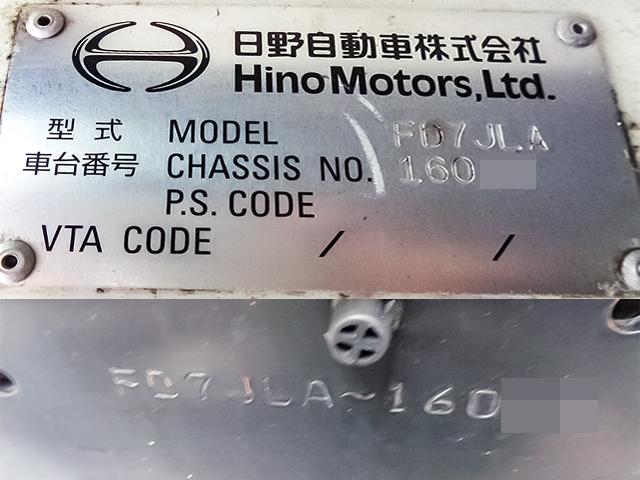 日野自動車株式会社
Hino Motors, Ltd.
型式 MODEL FD7JLA
車台番号 CHASSIS NO. 160
P.S. CODE
VTA CODE / /
FD7JLA~160